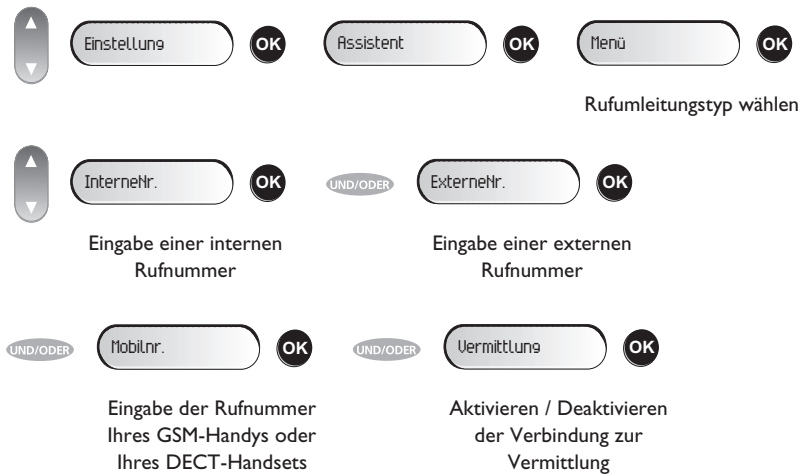 Einstellung OK Assistent OK Menü OK
Rufumleitungstyp wählen
InterneNr. OK UND/ODER ExterneNr. OK
Eingabe einer internen
Rufnummer
Eingabe einer externen
Rufnummer
UND/ODER Mobilnr. OK UND/ODER Vermittlung OK
Eingabe der Rufnummer
Ihres GSM-Handys oder
Ihres DECT-Handsets
Aktivieren / Deaktivieren
der Verbindung zur
Vermittlung